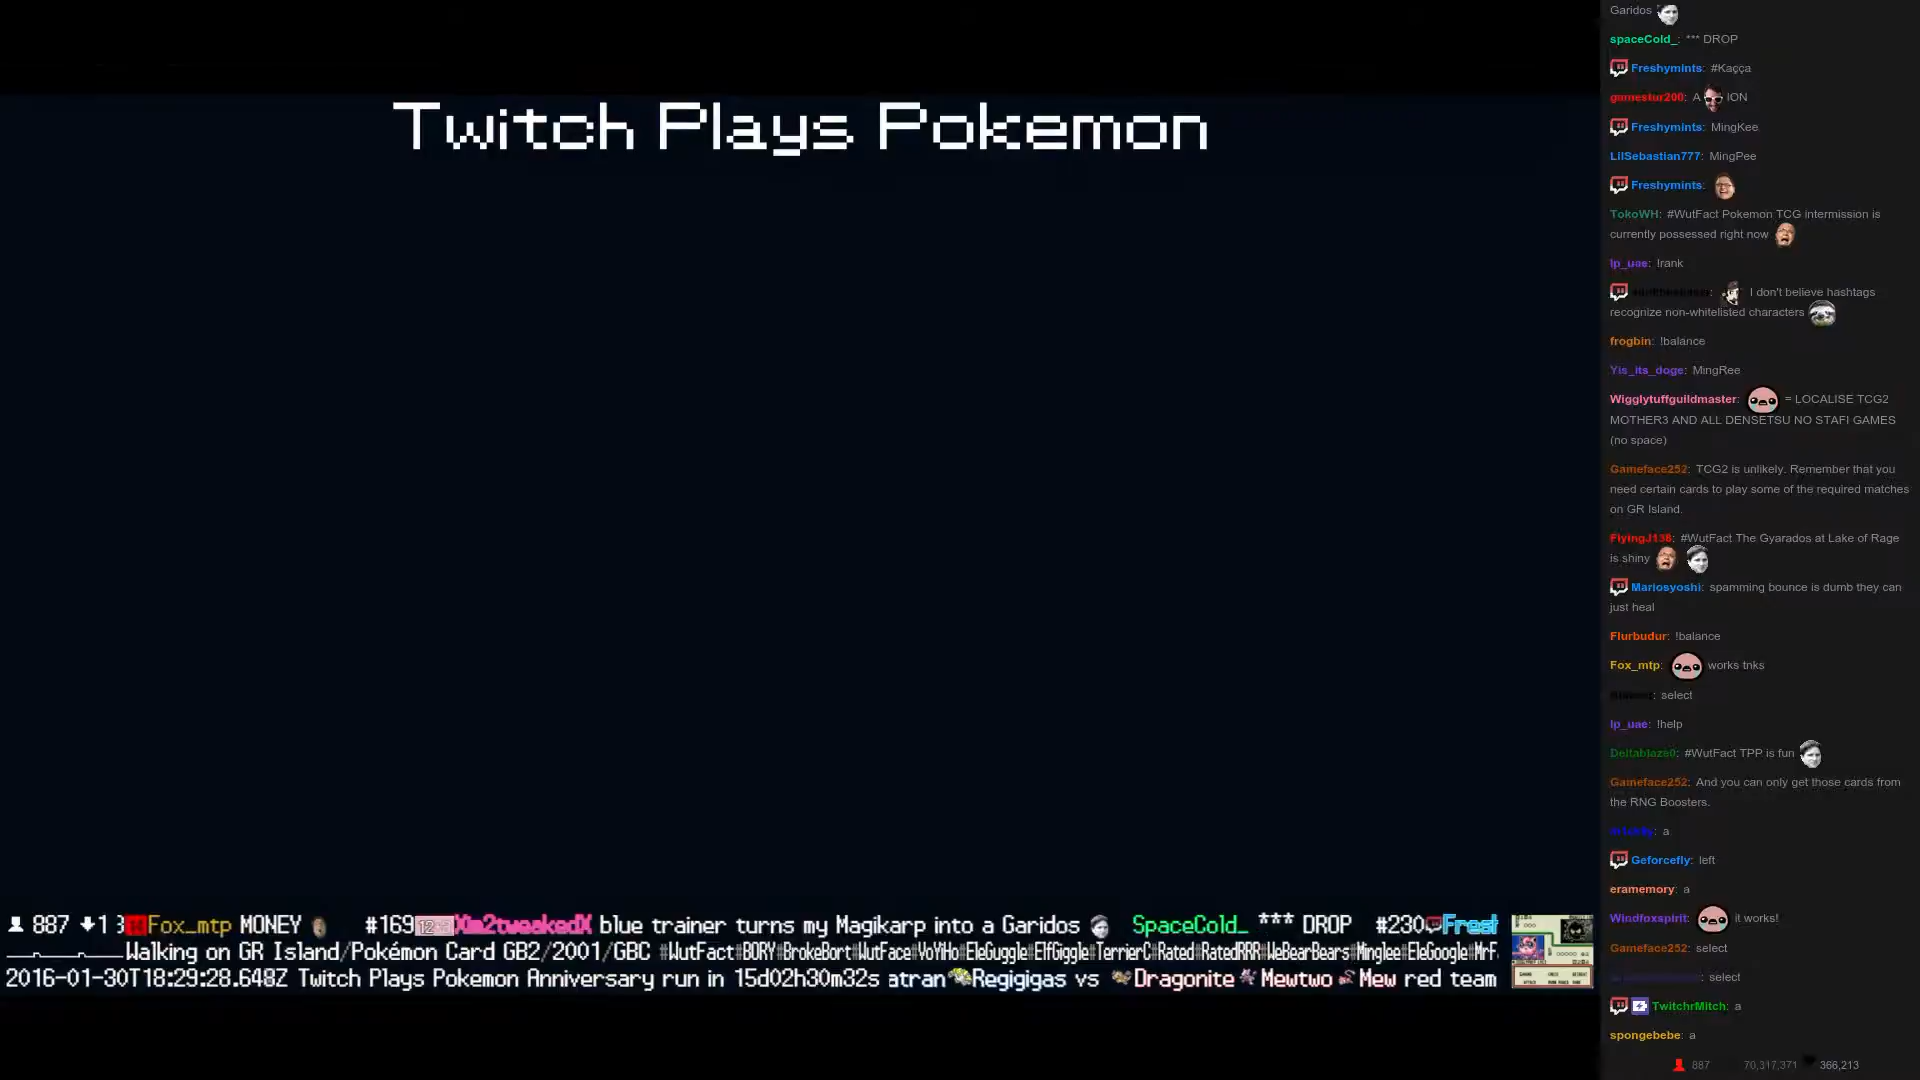 Twitch Plays Pokemon
887 1 3 Fox_mtp MONEY #169 Xm2tweakedX blue trainer turns my Magikarp into a Garidos SpaceCold_ *** DROP #230 Fresh
Walking on GR Island/Pokémon Card GB2/2001/GBC #WutFact#BORY#BrokeBort#WutFace#VoYiHo#EleGuggle#ElfGiggle#TerrierC#Rated#RatedRRR#WeBearBears#Minglee#EleGoogle#MrF
2016-01-30T18:29:28.648Z Twitch Plays Pokemon Anniversary run in 15d02h30m32s atran Regigigas vs Dragonite Mewtwo Mew red team
Garidos
spaceCold_: *** DROP
Freshymints: #Kaçça
gamestur200: A ION
Freshymints: MingKee
LilSebastian777: MingPee
Freshymints:
TokoWH: #WutFact Pokemon TCG intermission is
currently possessed right now
lp_uae: !rank
I don't believe hashtags
recognize non-whitelisted characters
frogbin: !balance
Yis_its_doge: MingRee
Wigglytuffguildmaster: = LOCALISE TCG2
MOTHER3 AND ALL DENSETSU NO STAFI GAMES
(no space)
Gameface252: TCG2 is unlikely. Remember that you
need certain cards to play some of the required matches
on GR Island.
FlyingJ138: #WutFact The Gyarados at Lake of Rage
is shiny
Mariosyoshi: spamming bounce is dumb they can
just heal
Flurbudur: !balance
Fox_mtp: works tnks
: select
lp_uae: !help
Deltablaze0: #WutFact TPP is fun
Gameface252: And you can only get those cards from
the RNG Boosters.
: a
Geforcefly: left
eramemory: a
Windfoxspirit: it works!
Gameface252: select
: select
TwitchrMitch: a
spongebebe: a
887 70,317,371 366,213